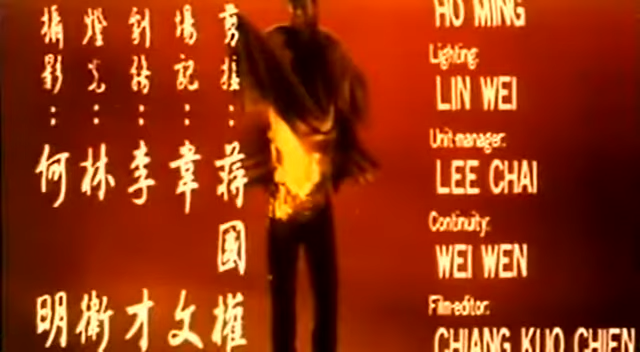 剪接：蔣國權
場記：韋文
劇務：李才
燈光：林衛
攝影：何明
HO MING
Lighting:
LIN WEI
Unit-manager:
LEE CHAI
Continuity:
WEI WEN
Film-editor:
CHIANG KUO CHIEN